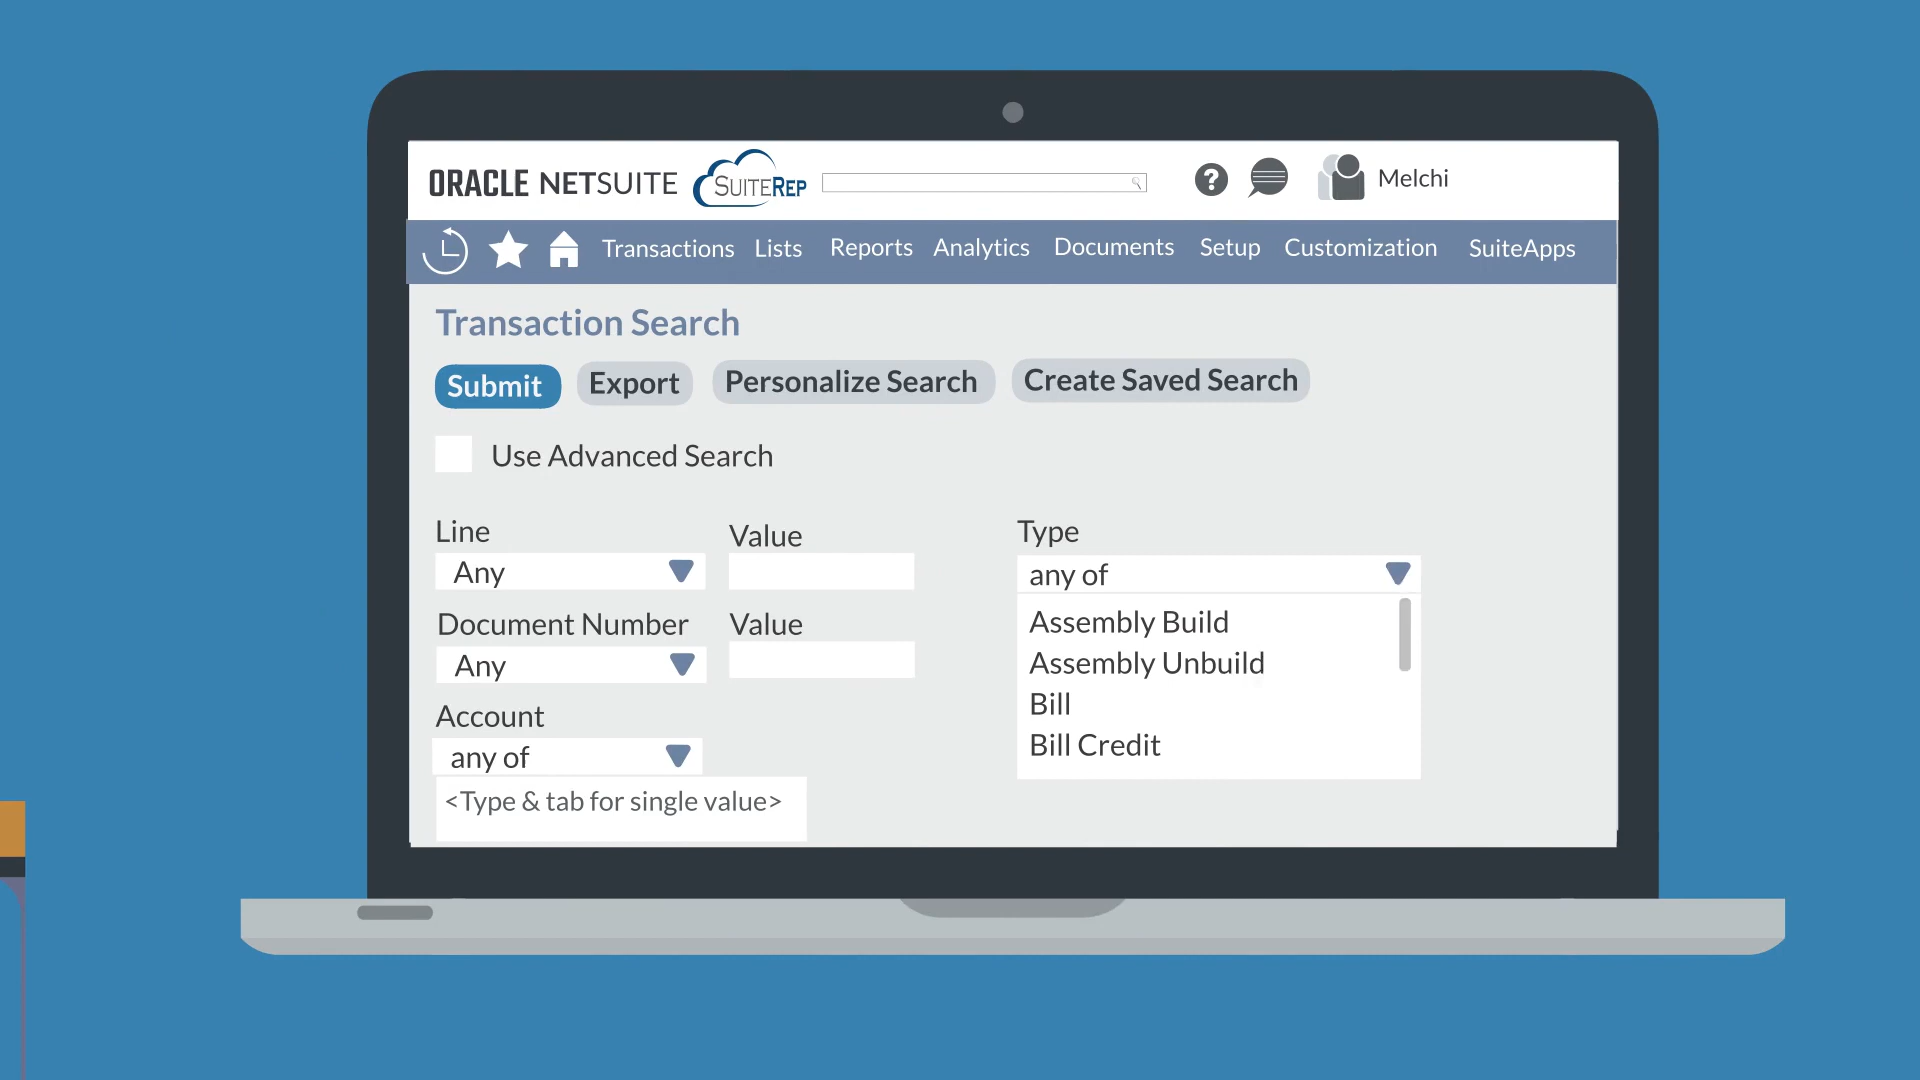 ORACLE NETSUITE SUITEREP
? Melchi
Transactions Lists Reports Analytics Documents Setup Customization SuiteApps
Transaction Search
Submit Export Personalize Search Create Saved Search
Use Advanced Search
Line Value Type
Any any of
Document Number Value
Any
Account
any of
<Type & tab for single value>
Assembly Build
Assembly Unbuild
Bill
Bill Credit